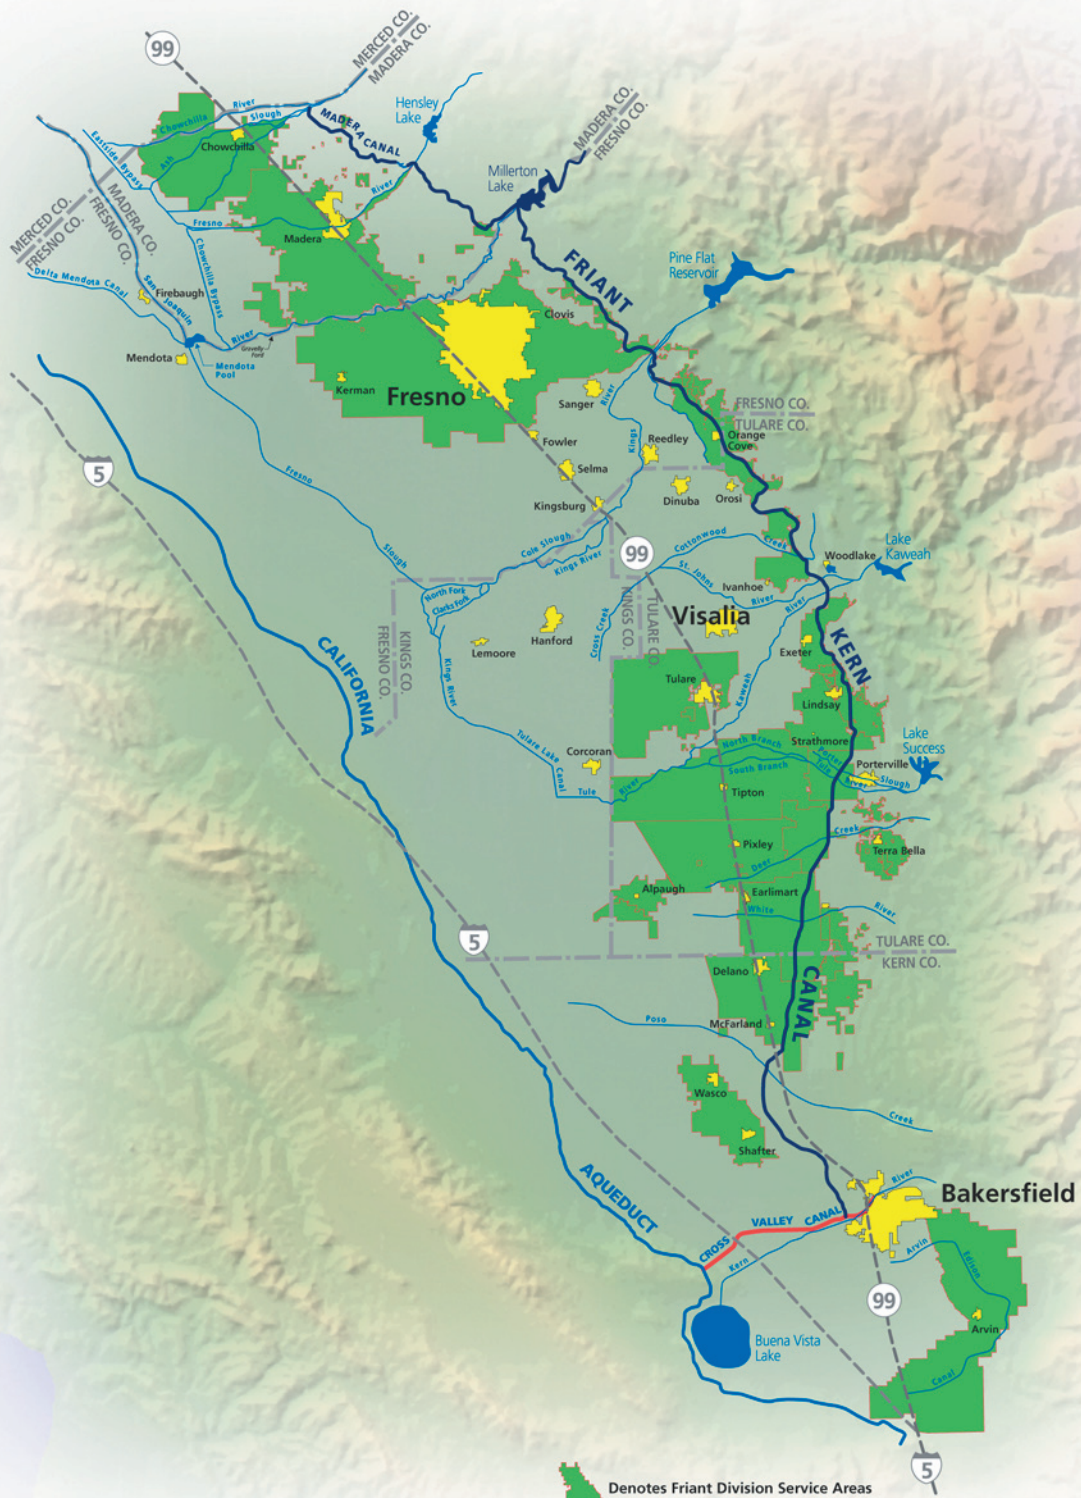 99
MERCED CO.
MADERA CO.
Hensley
Lake
MADERA CO.
FRESNO CO.
River
Slough
Chowchilla
MADERA CANAL
Eastside Bypass
Ash
Chowchilla
Millerton
Lake
River
MERCED CO.
FRESNO CO.
MADERA CO.
FRESNO CO.
Fresno
Madera
Chowchilla Bypass
FRIANT
Pine Flat
Reservoir
Delta Mendota Canal
San Joaquin
River
Firebaugh
Gravelly
Ford
Clovis
Mendota
Mendota
Pool
Kerman
Fresno
Sanger
River
Kings
FRESNO CO.
TULARE CO.
Orange
Cove
Reedley
Fowler
Selma
5
Fresno
Slough
Dinuba
Orosi
Kingsburg
Cole Slough
Kings River
99
Cottonwood
Creek
Woodlake
Lake
Kaweah
St. Johns
River
Ivanhoe
River
North Fork
Clarks Fork
KINGS CO.
TULARE CO.
Cross Creek
Visalia
CALIFORNIA
KINGS CO.
FRESNO CO.
Lemoore
Hanford
Exeter
KERN
Kings River
Tulare
Kaweah
Lindsay
Tulare Lake
Canal
Corcoran
North Branch
Strathmore
Lake
Success
Porter
Slough
Porterville
South Branch
Tule
River
Tule
River
Tipton
Pixley
Creek
Deer
Terra Bella
Alpaugh
Earlimart
White
River
5
TULARE CO.
KERN CO.
Delano
CANAL
Poso
McFarland
Wasco
Creek
Shafter
AQUEDUCT
River
Bakersfield
CROSS
VALLEY
CANAL
Kern
Arvin
Edison
99
Arvin
Buena Vista
Lake
Canal
5
Denotes Friant Division Service Areas